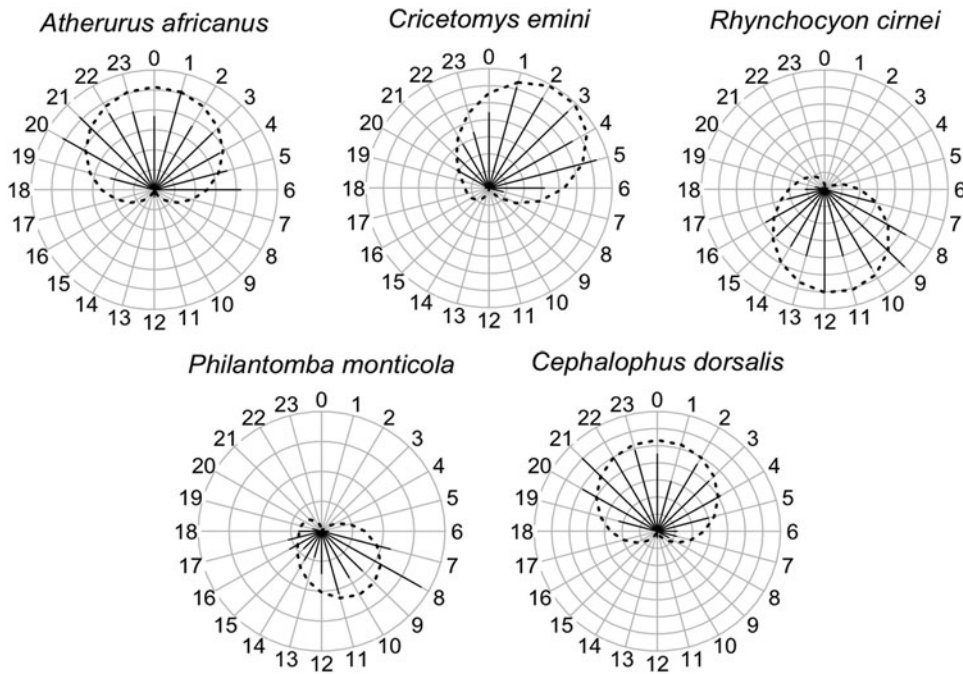 Atherurus africanus
0 1 2 3 4 5 6 7 8 9 10 11 12 13 14 15 16 17 18 19 20 21 22 23
Cricetomys emini
0 1 2 3 4 5 6 7 8 9 10 11 12 13 14 15 16 17 18 19 20 21 22 23
Rhynchocyon cirnei
0 1 2 3 4 5 6 7 8 9 10 11 12 13 14 15 16 17 18 19 20 21 22 23
Philantomba monticola
0 1 2 3 4 5 6 7 8 9 10 11 12 13 14 15 16 17 18 19 20 21 22 23
Cephalophus dorsalis
0 1 2 3 4 5 6 7 8 9 10 11 12 13 14 15 16 17 18 19 20 21 22 23